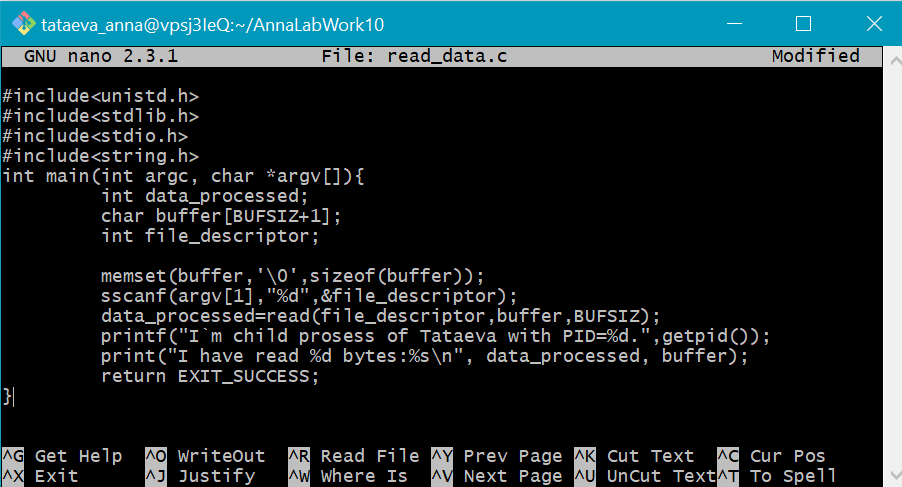 tataeva_anna@vpsj3IeQ:~/AnnaLabWork10
GNU nano 2.3.1 File: read_data.c Modified
#include<unistd.h>
#include<stdlib.h>
#include<stdio.h>
#include<string.h>
int main(int argc, char *argv[]){
        int data_processed;
        char buffer[BUFSIZ+1];
        int file_descriptor;

        memset(buffer,'\0',sizeof(buffer));
        sscanf(argv[1],"%d",&file_descriptor);
        data_processed=read(file_descriptor,buffer,BUFSIZ);
        printf("I`m child prosess of Tataeva with PID=%d.",getpid());
        print("I have read %d bytes:%s\n", data_processed, buffer);
        return EXIT_SUCCESS;
}
^G Get Help ^O WriteOut ^R Read File ^Y Prev Page ^K Cut Text ^C Cur Pos
^X Exit ^J Justify ^W Where Is ^V Next Page ^U UnCut Text ^T To Spell